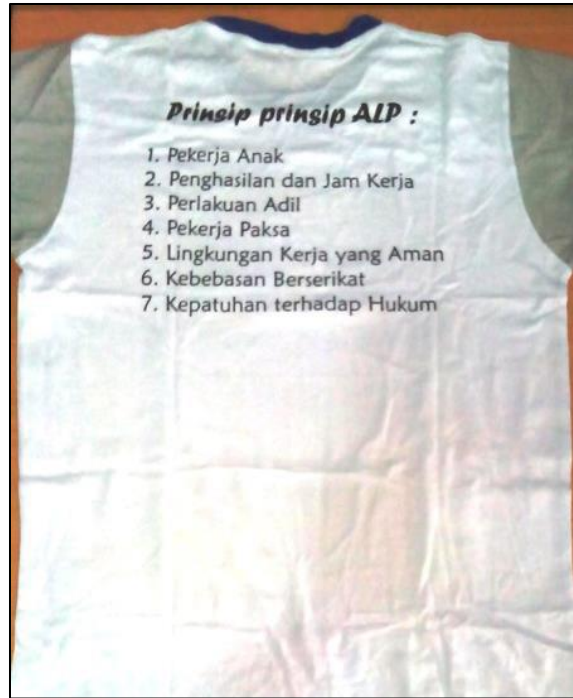 Prinsip prinsip ALP :
1. Pekerja Anak
2. Penghasilan dan Jam Kerja
3. Perlakuan Adil
4. Pekerja Paksa
5. Lingkungan Kerja yang Aman
6. Kebebasan Berserikat
7. Kepatuhan terhadap Hukum